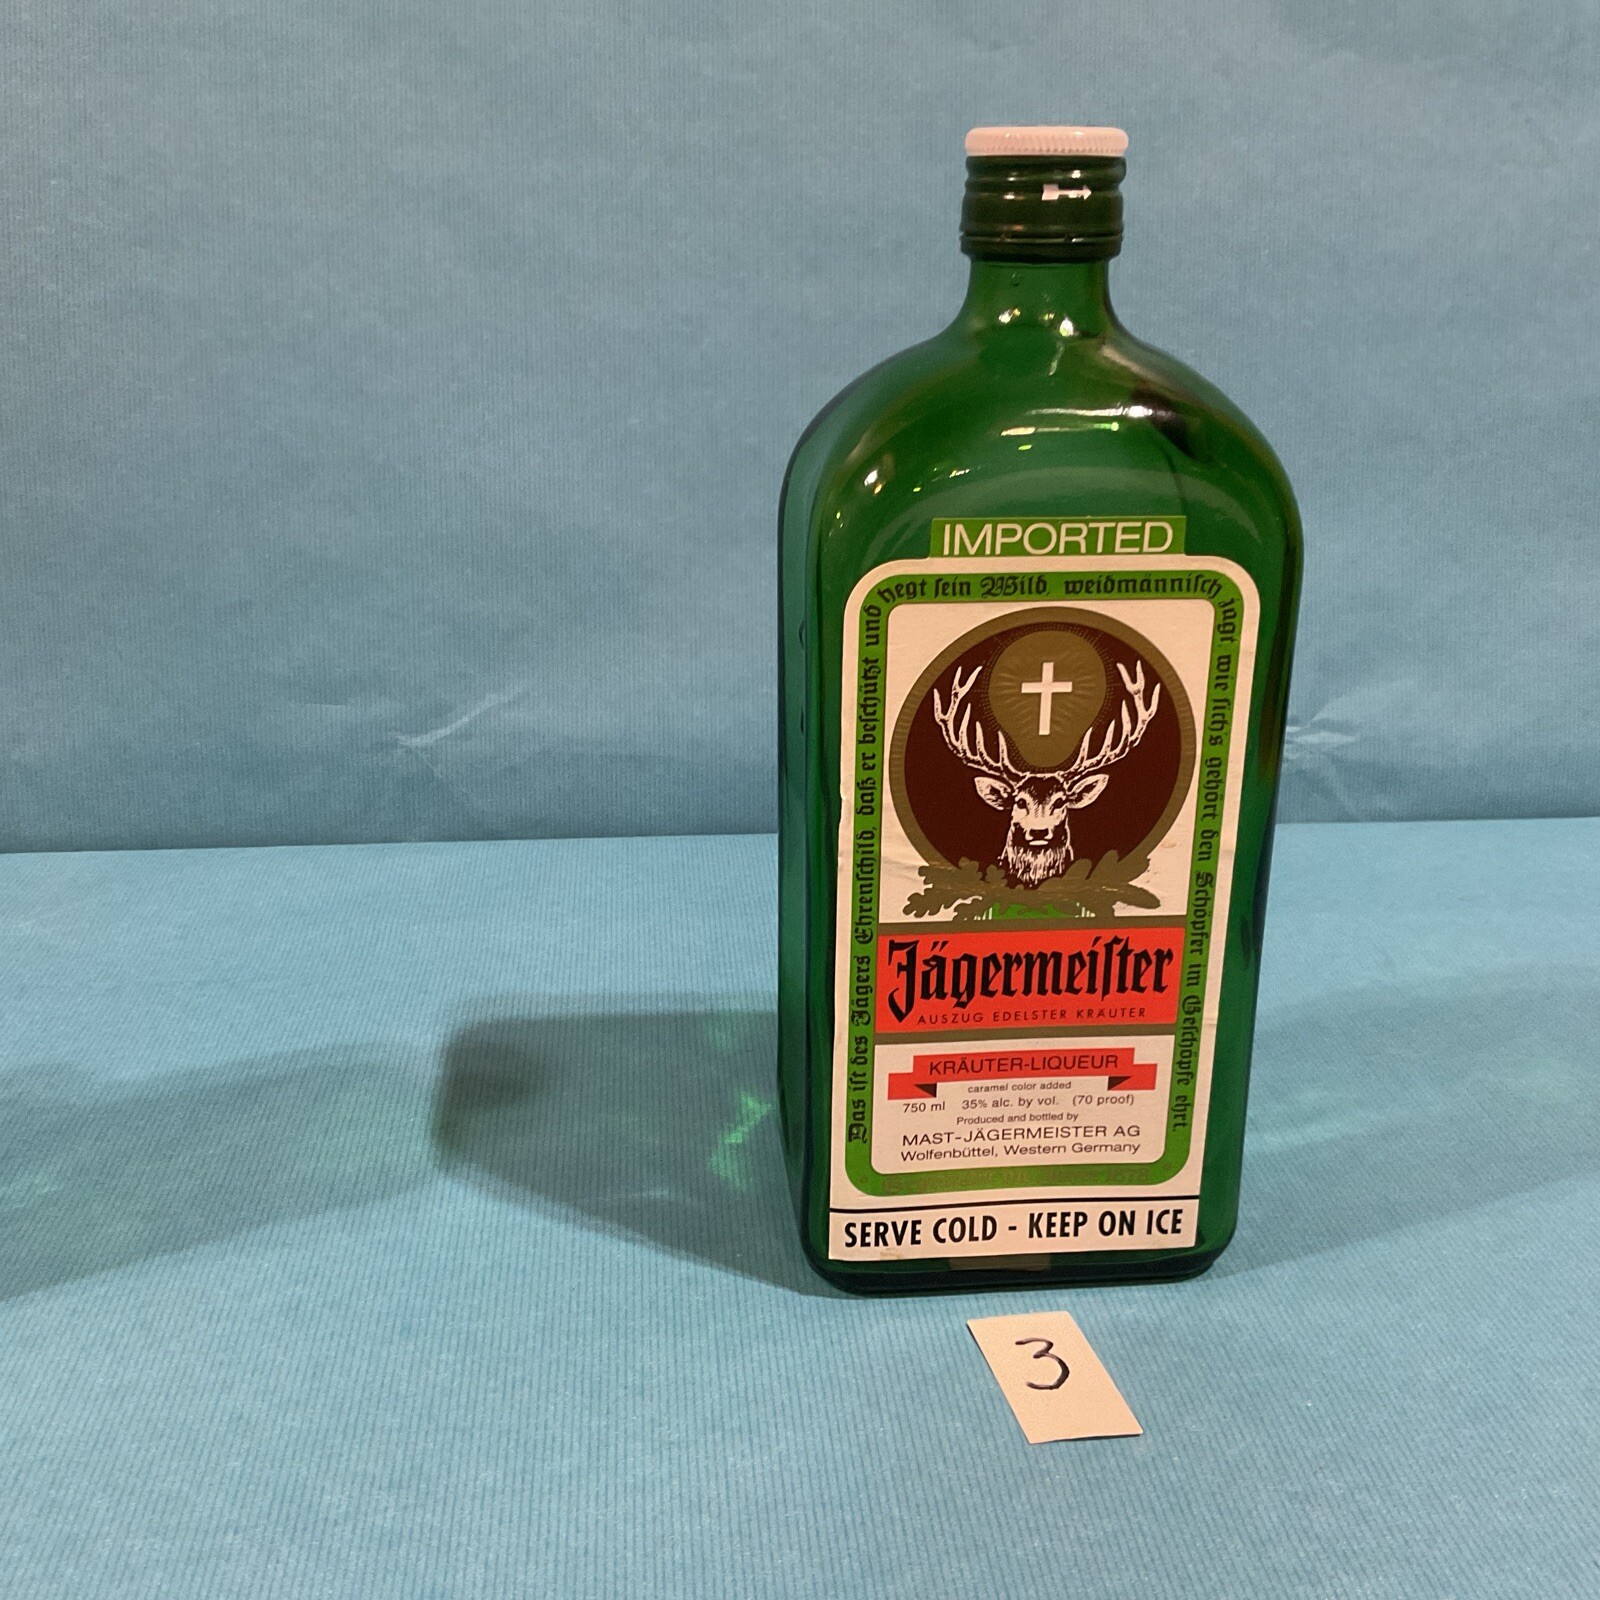 IMPORTED
Das ist des Jägers Ehrenschild, daß er beschützt und hegt sein Wild, weidmännisch jagt, wie sich's gehört den Schöpfer im Geschöpfe ehrt.
Jägermeister
AUSZUG EDELSTER KRÄUTER
KRÄUTER-LIQUEUR
caramel color added
750 ml 35% alc. by vol. (70 proof)
Produced and bottled by
MAST-JÄGERMEISTER AG
Wolfenbüttel, Western Germany
SERVE COLD - KEEP ON ICE
3